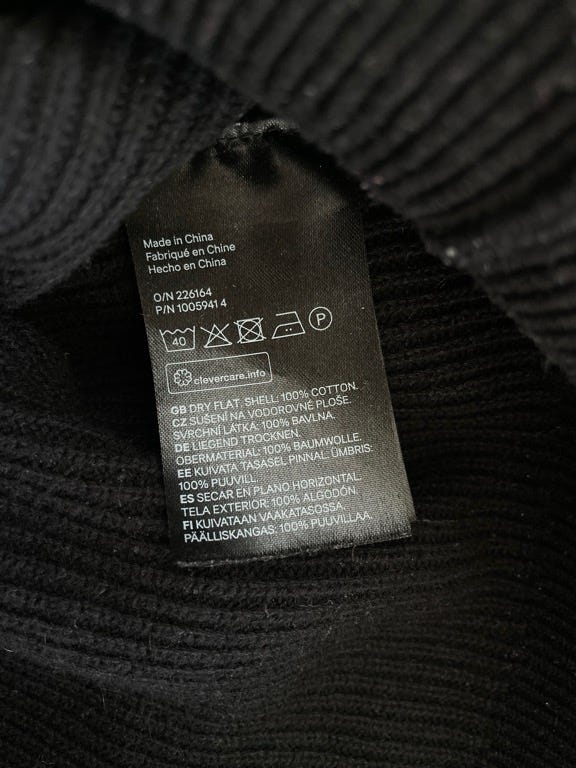 Made in China
Fabriqué en Chine
Hecho en China
O/N 226164
P/N 1005941 4
40 P
clevercare.info
GB DRY FLAT. SHELL: 100% COTTON.
CZ SUŠENÍ NA VODOROVNÉ PLOŠE.
SVRCHNÍ LÁTKA: 100% BAVLNA.
DE LIEGEND TROCKNEN.
OBERMATERIAL: 100% BAUMWOLLE.
EE KUIVATA TASASEL PINNAL. ÜMBRIS:
100% PUUVILL.
ES SECAR EN PLANO HORIZONTAL.
TELA EXTERIOR: 100% ALGODÓN.
FI KUIVATAAN VAAKATASOSSA.
PÄÄLLISKANGAS: 100% PUUVILLAA.